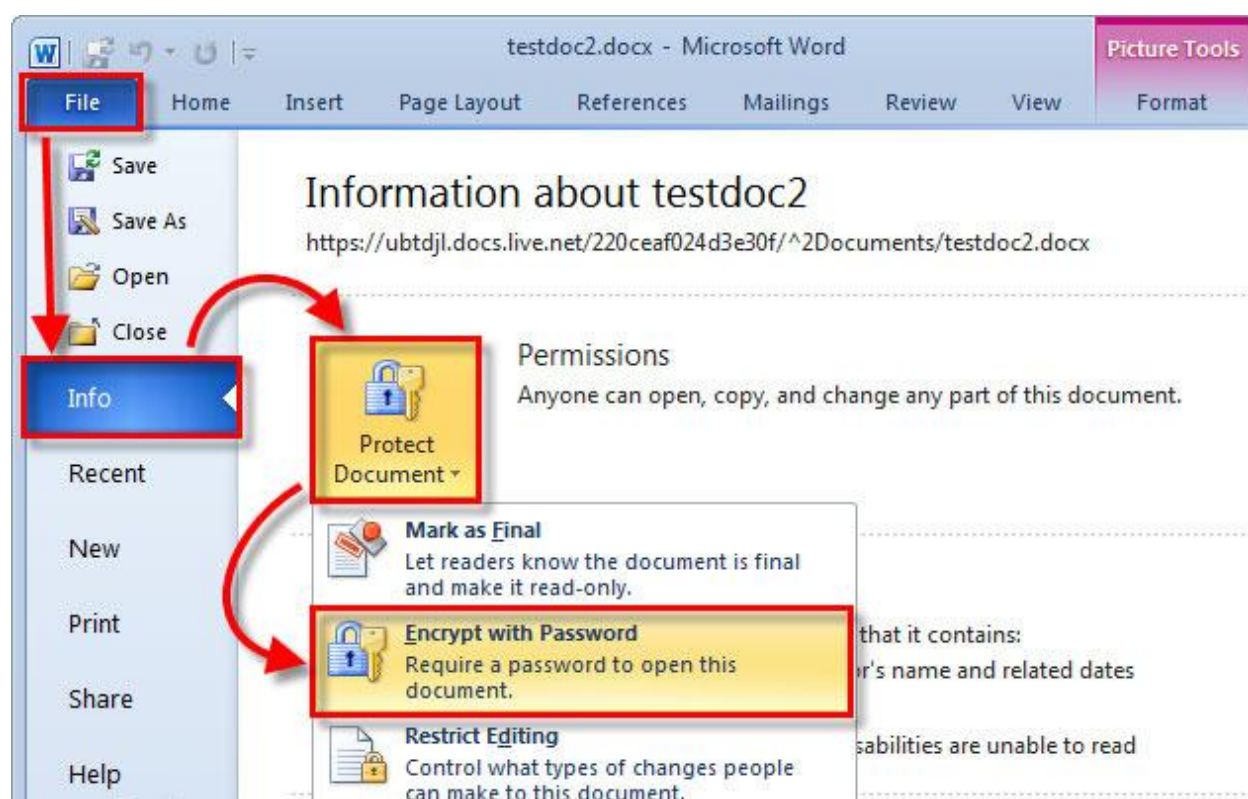 testdoc2.docx - Microsoft Word
Picture Tools
File Home Insert Page Layout References Mailings Review View Format
Save
Save As
Open
Close
Info
Recent
New
Print
Share
Help
Information about testdoc2
https://ubtdjl.docs.live.net/220ceaf024d3e30f/^2Documents/testdoc2.docx
Protect
Document
Permissions
Anyone can open, copy, and change any part of this document.
Mark as Final
Let readers know the document is final
and make it read-only.
Encrypt with Password
Require a password to open this
document.
Restrict Editing
Control what types of changes people
can make to this document.
that it contains:
r's name and related dates
sabilities are unable to read